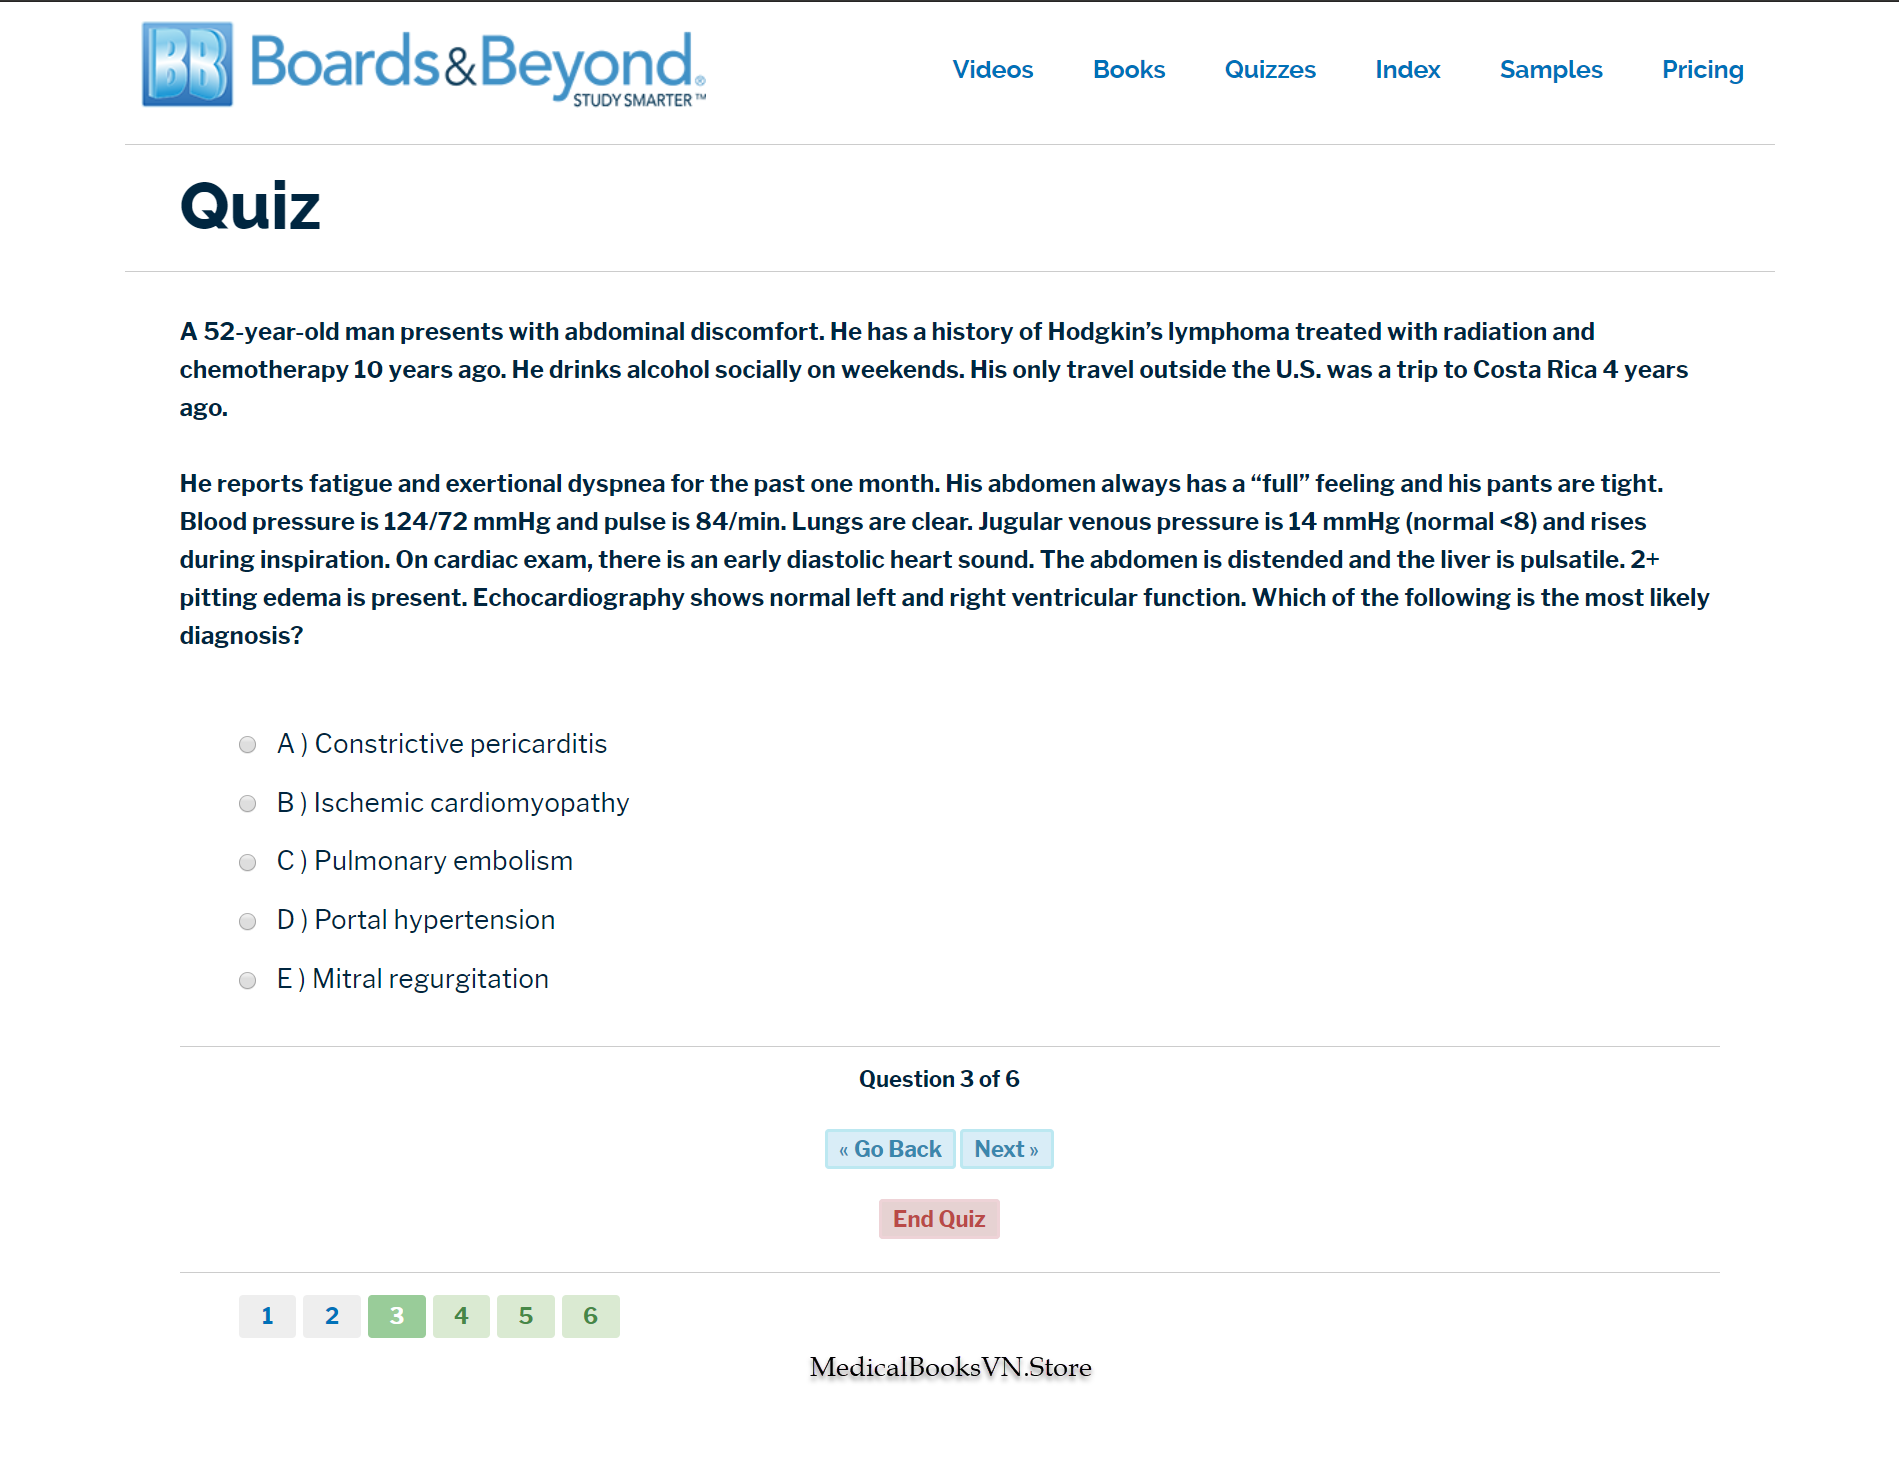 BB Boards&Beyond®
STUDY SMARTER™
Videos Books Quizzes Index Samples Pricing
Quiz
A 52-year-old man presents with abdominal discomfort. He has a history of Hodgkin’s lymphoma treated with radiation and
chemotherapy 10 years ago. He drinks alcohol socially on weekends. His only travel outside the U.S. was a trip to Costa Rica 4 years
ago.
He reports fatigue and exertional dyspnea for the past one month. His abdomen always has a “full” feeling and his pants are tight.
Blood pressure is 124/72 mmHg and pulse is 84/min. Lungs are clear. Jugular venous pressure is 14 mmHg (normal <8) and rises
during inspiration. On cardiac exam, there is an early diastolic heart sound. The abdomen is distended and the liver is pulsatile. 2+
pitting edema is present. Echocardiography shows normal left and right ventricular function. Which of the following is the most likely
diagnosis?
A ) Constrictive pericarditis
B ) Ischemic cardiomyopathy
C ) Pulmonary embolism
D ) Portal hypertension
E ) Mitral regurgitation
Question 3 of 6
« Go Back Next »
End Quiz
1 2 3 4 5 6
MedicalBooksVN.Store